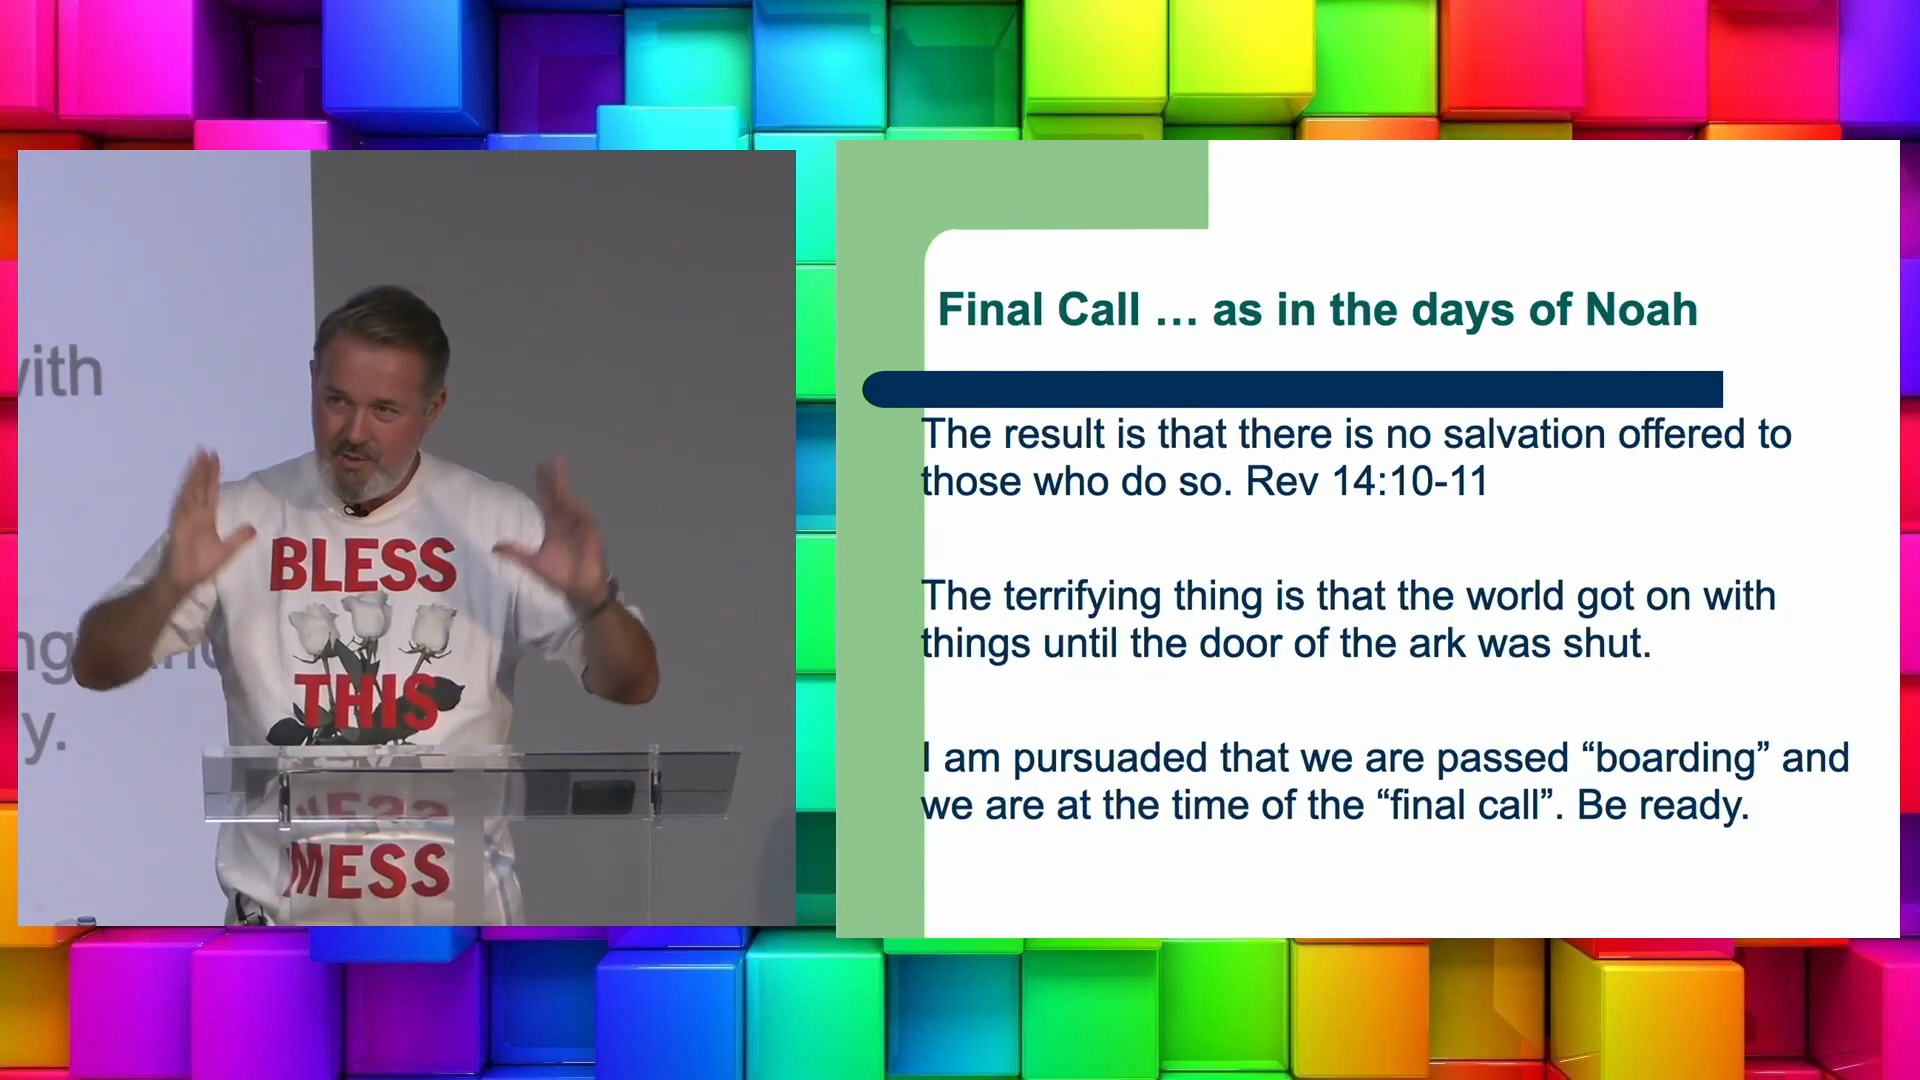 with
ng and
y.
BLESS
THIS
MESS
Final Call … as in the days of Noah
The result is that there is no salvation offered to
those who do so. Rev 14:10-11
The terrifying thing is that the world got on with
things until the door of the ark was shut.
I am pursuaded that we are passed “boarding” and
we are at the time of the “final call”. Be ready.